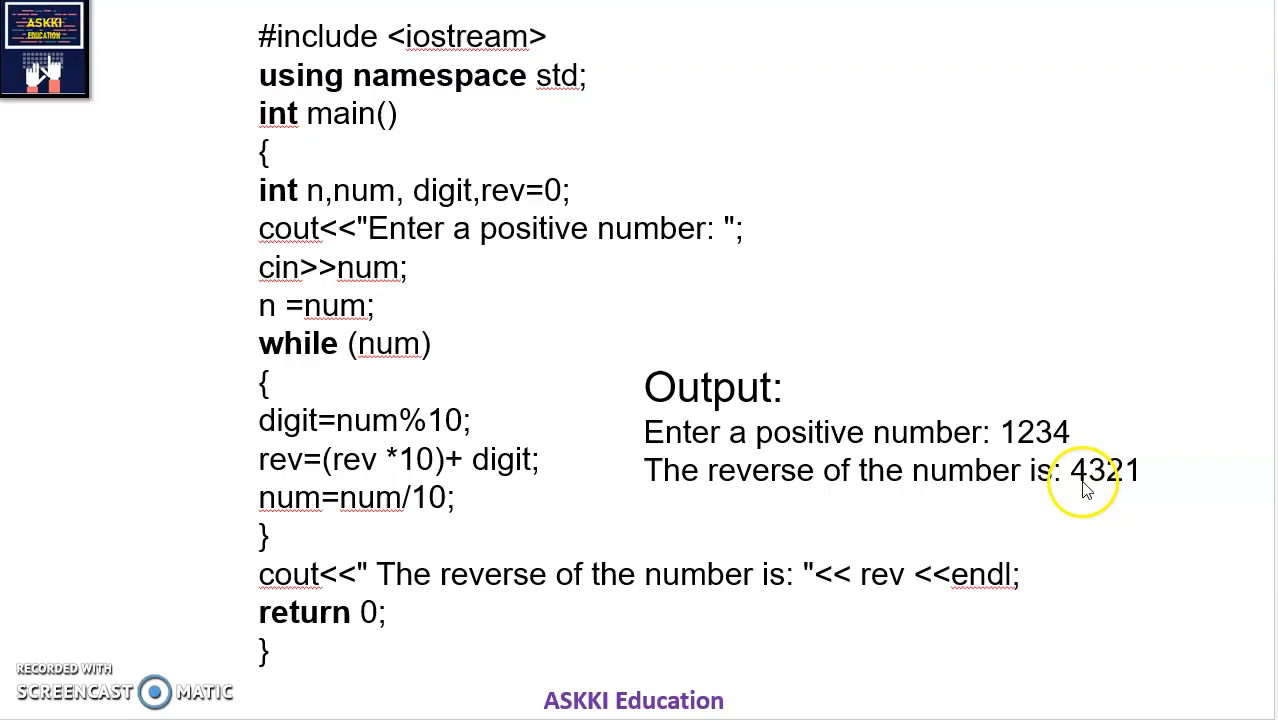 ASKKI
EDUCATION
#include <iostream>
using namespace std;
int main()
{
int n,num, digit,rev=0;
cout<<"Enter a positive number: ";
cin>>num;
n =num;
while (num)
{
digit=num%10;
rev=(rev *10)+ digit;
num=num/10;
}
cout<<" The reverse of the number is: "<< rev <<endl;
return 0;
}
Output:
Enter a positive number: 1234
The reverse of the number is: 4321
RECORDED WITH
SCREENCAST MATIC
ASKKI Education